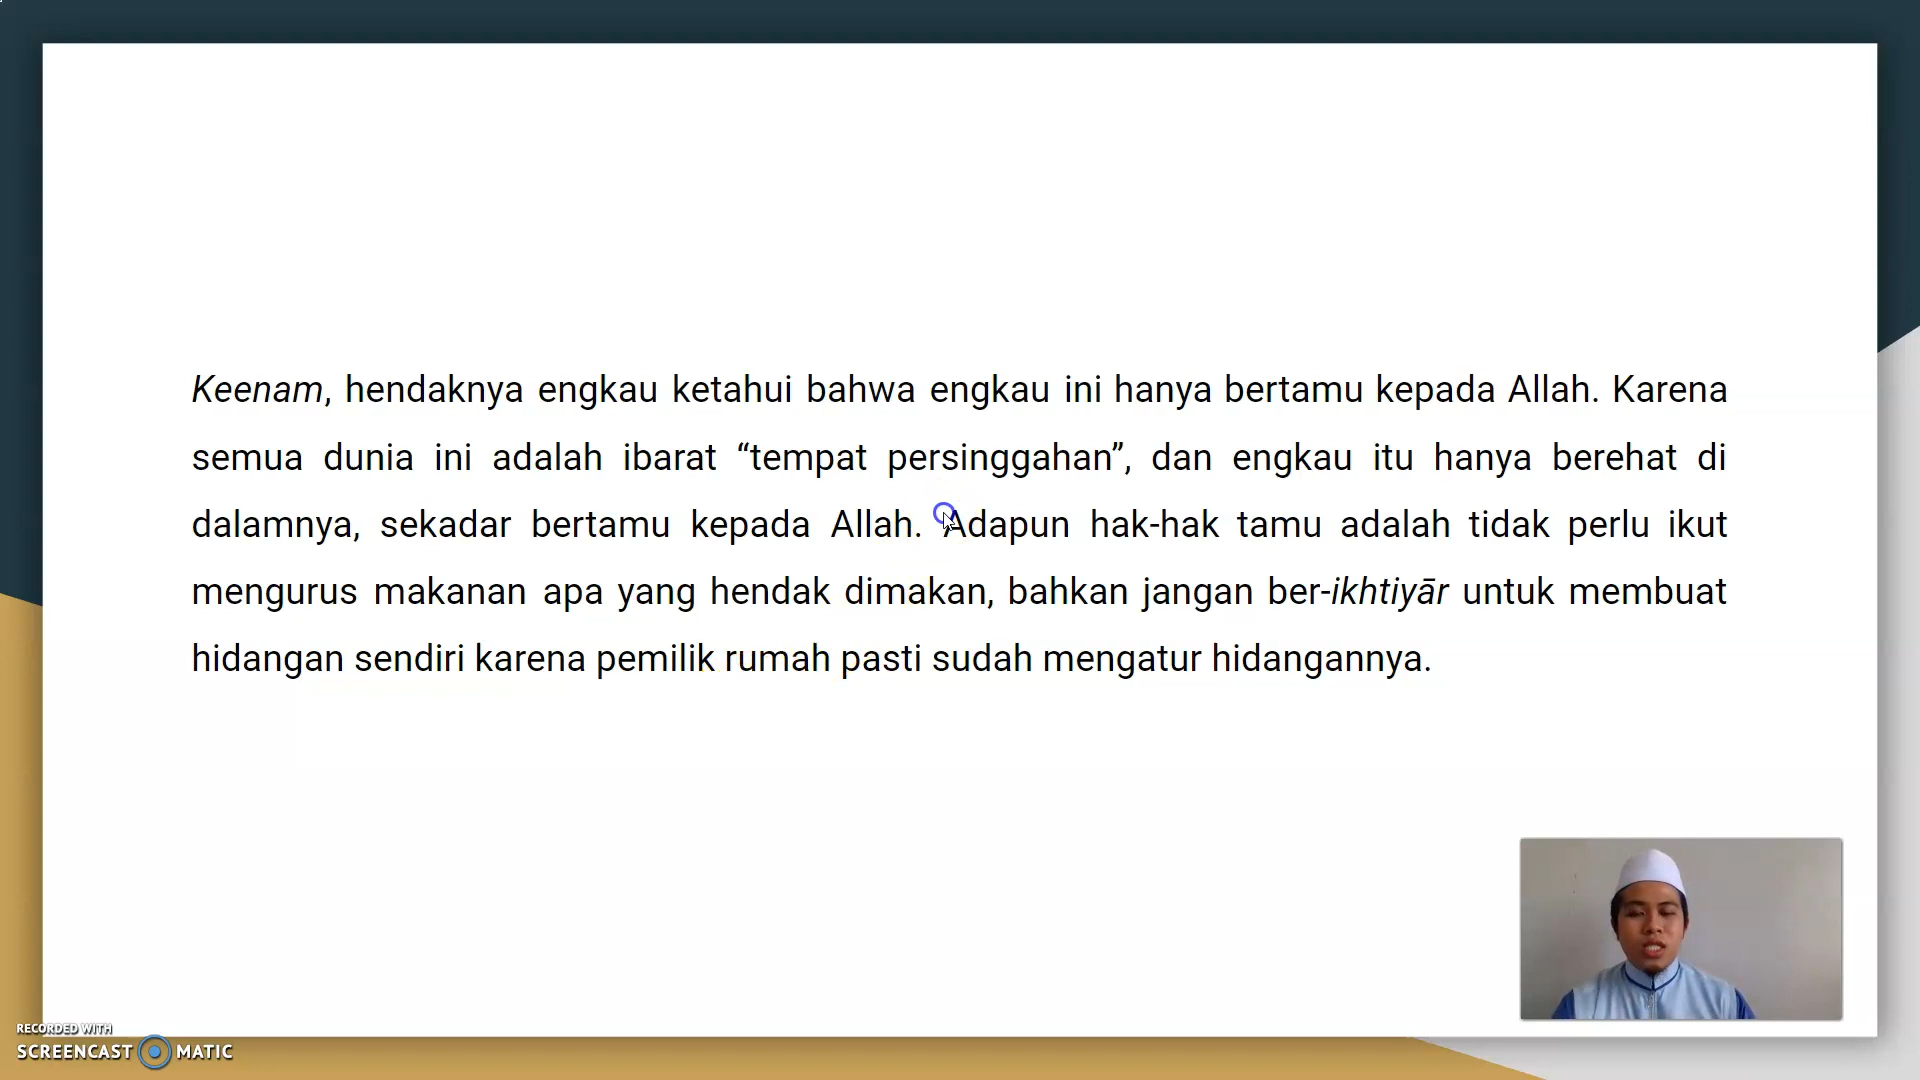 Keenam, hendaknya engkau ketahui bahwa engkau ini hanya bertamu kepada Allah. Karena
semua dunia ini adalah ibarat “tempat persinggahan”, dan engkau itu hanya berehat di
dalamnya, sekadar bertamu kepada Allah. Adapun hak-hak tamu adalah tidak perlu ikut
mengurus makanan apa yang hendak dimakan, bahkan jangan ber-ikhtiyār untuk membuat
hidangan sendiri karena pemilik rumah pasti sudah mengatur hidangannya.
RECORDED WITH
SCREENCAST MATIC